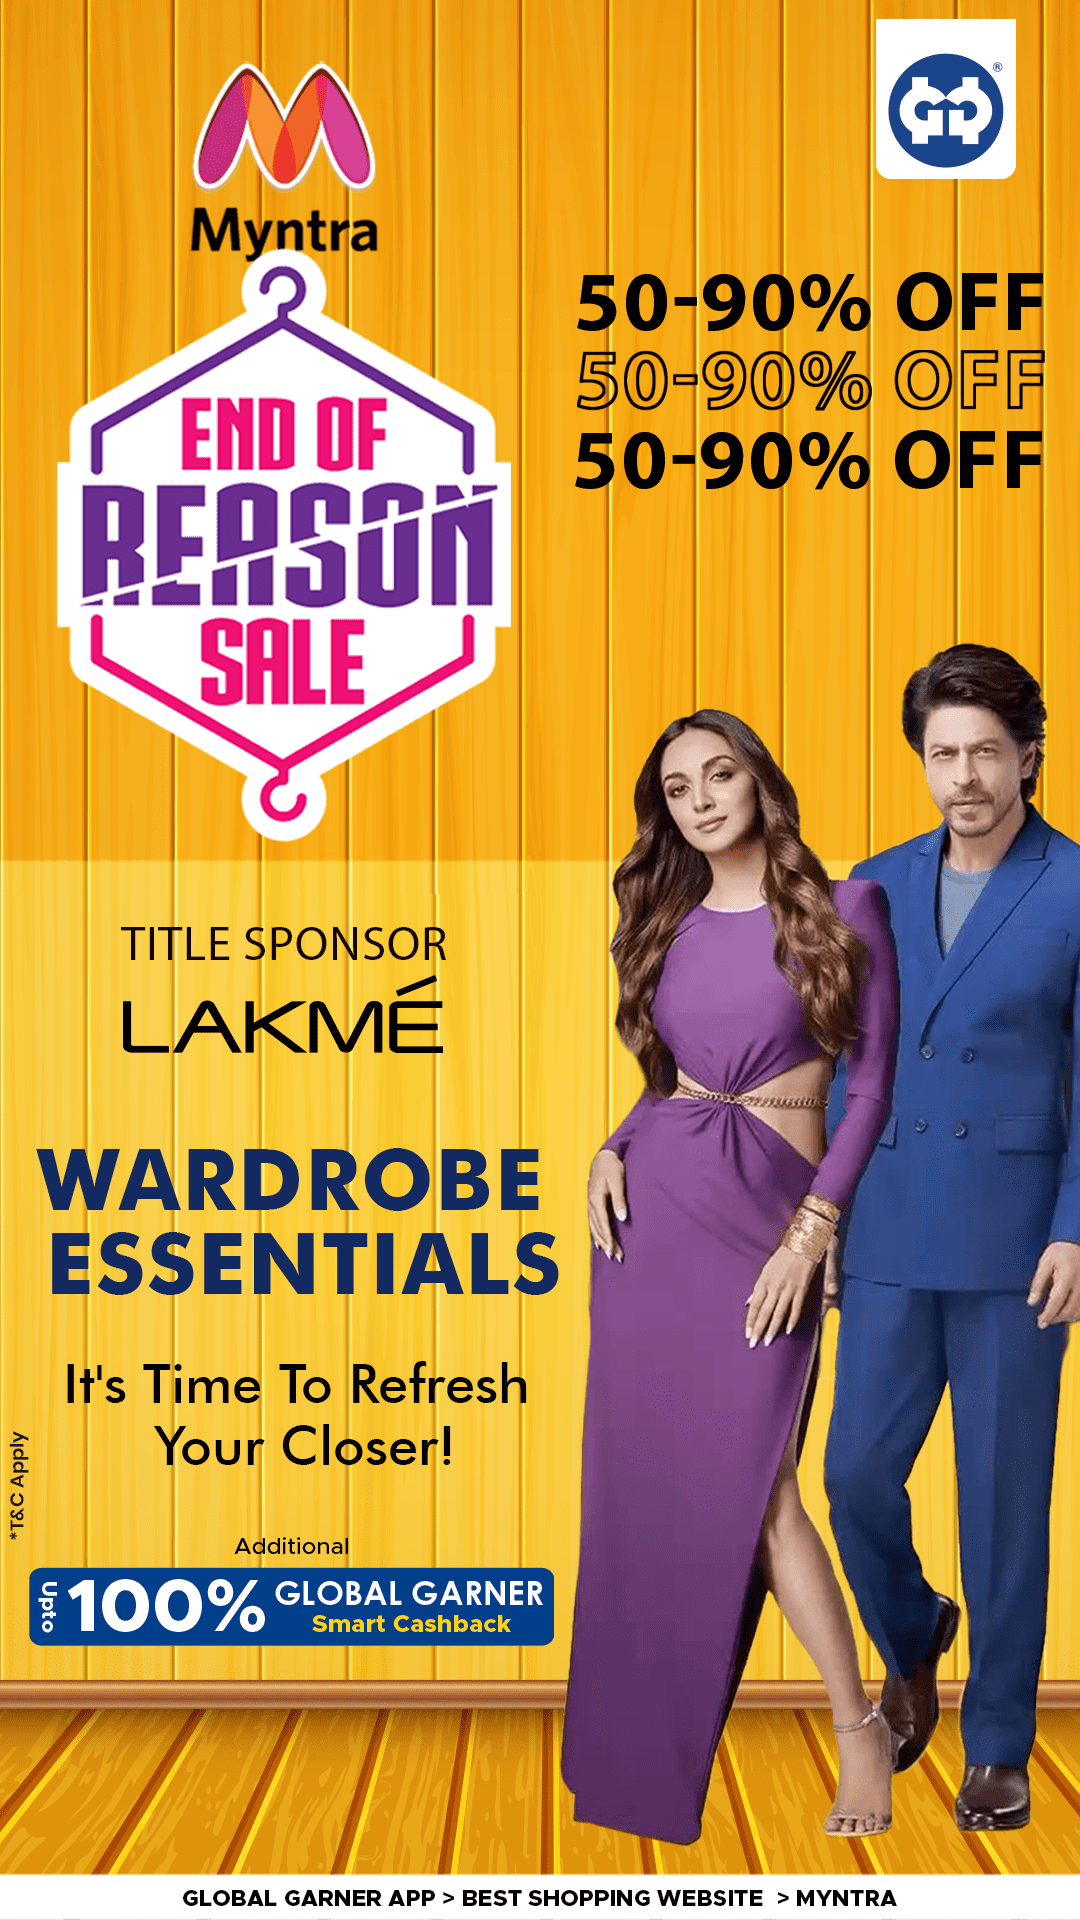 Myntra
END OF
REASON
SALE
GG ®
50-90% OFF
50-90% OFF
50-90% OFF
TITLE SPONSOR
LAKMÉ
WARDROBE
ESSENTIALS
It's Time To Refresh
Your Closer!
*T&C Apply
Additional
Upto 100% GLOBAL GARNER
Smart Cashback
GLOBAL GARNER APP > BEST SHOPPING WEBSITE > MYNTRA